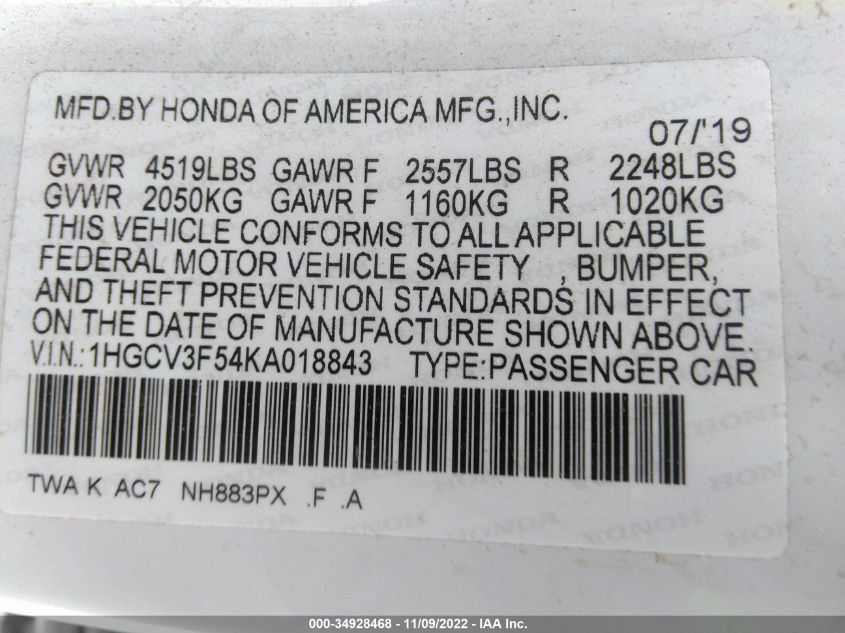 MFD.BY HONDA OF AMERICA MFG.,INC.
07/'19
GVWR 4519LBS GAWR F 2557LBS R 2248LBS
GVWR 2050KG GAWR F 1160KG R 1020KG
THIS VEHICLE CONFORMS TO ALL APPLICABLE
FEDERAL MOTOR VEHICLE SAFETY , BUMPER,
AND THEFT PREVENTION STANDARDS IN EFFECT
ON THE DATE OF MANUFACTURE SHOWN ABOVE.
V.I.N.:1HGCV3F54KA018843 TYPE:PASSENGER CAR
TWA K AC7 NH883PX .F .A
000-34928468 - 11/09/2022 - IAA Inc.